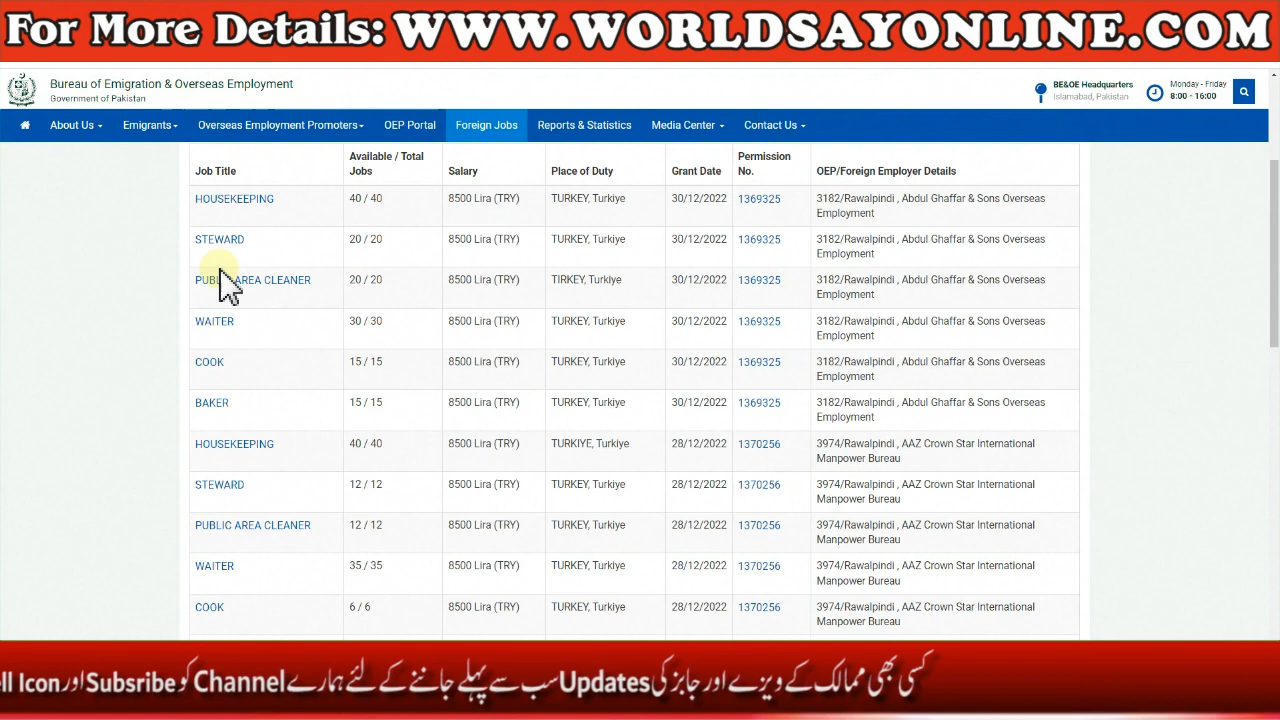 For More Details: WWW.WORLDSAYONLINE.COM
Bureau of Emigration & Overseas Employment
Government of Pakistan
BE&OE Headquarters
Islamabad, Pakistan
Monday - Friday
8:00 - 16:00
About Us Emigrants Overseas Employment Promoters OEP Portal Foreign Jobs Reports & Statistics Media Center Contact Us
Job Title Available / Total Jobs Salary Place of Duty Grant Date Permission No. OEP/Foreign Employer Details
HOUSEKEEPING 40 / 40 8500 Lira (TRY) TURKEY, Turkiye 30/12/2022 1369325 3182/Rawalpindi , Abdul Ghaffar & Sons Overseas
Employment
STEWARD 20 / 20 8500 Lira (TRY) TURKEY, Turkiye 30/12/2022 1369325 3182/Rawalpindi , Abdul Ghaffar & Sons Overseas
Employment
PUBLIC AREA CLEANER 20 / 20 8500 Lira (TRY) TIRKEY, Turkiye 30/12/2022 1369325 3182/Rawalpindi , Abdul Ghaffar & Sons Overseas
Employment
WAITER 30 / 30 8500 Lira (TRY) TURKEY, Turkiye 30/12/2022 1369325 3182/Rawalpindi , Abdul Ghaffar & Sons Overseas
Employment
COOK 15 / 15 8500 Lira (TRY) TURKEY, Turkiye 30/12/2022 1369325 3182/Rawalpindi , Abdul Ghaffar & Sons Overseas
Employment
BAKER 15 / 15 8500 Lira (TRY) TURKEY, Turkiye 30/12/2022 1369325 3182/Rawalpindi , Abdul Ghaffar & Sons Overseas
Employment
HOUSEKEEPING 40 / 40 8500 Lira (TRY) TURKIYE, Turkiye 28/12/2022 1370256 3974/Rawalpindi , AAZ Crown Star International
Manpower Bureau
STEWARD 12 / 12 8500 Lira (TRY) TURKEY, Turkiye 28/12/2022 1370256 3974/Rawalpindi , AAZ Crown Star International
Manpower Bureau
PUBLIC AREA CLEANER 12 / 12 8500 Lira (TRY) TURKEY, Turkiye 28/12/2022 1370256 3974/Rawalpindi , AAZ Crown Star International
Manpower Bureau
WAITER 35 / 35 8500 Lira (TRY) TURKEY, Turkiye 28/12/2022 1370256 3974/Rawalpindi , AAZ Crown Star International
Manpower Bureau
COOK 6 / 6 8500 Lira (TRY) TURKEY, Turkiye 28/12/2022 1370256 3974/Rawalpindi , AAZ Crown Star International
Manpower Bureau
کسی بھی ممالک کے ویزے اور جابز کی Updates سب سے پہلے جاننے کے لئے ہمارے Channel کو Subsribe اور ll Icon